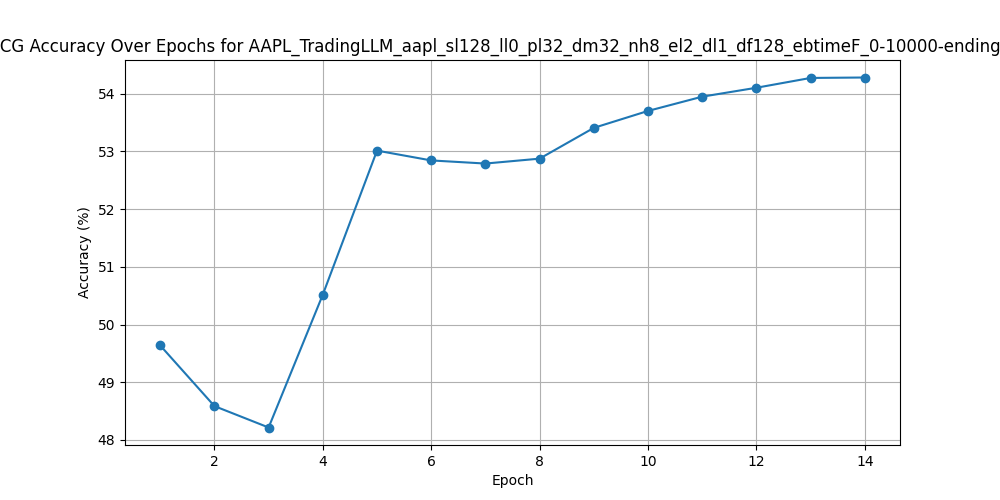 CG Accuracy Over Epochs for AAPL_TradingLLM_aapl_sl128_ll0_pl32_dm32_nh8_el2_dl1_df128_ebtimeF_0-10000-ending
54
53
52
51
50
49
48
Accuracy (%)
2 4 6 8 10 12 14
Epoch